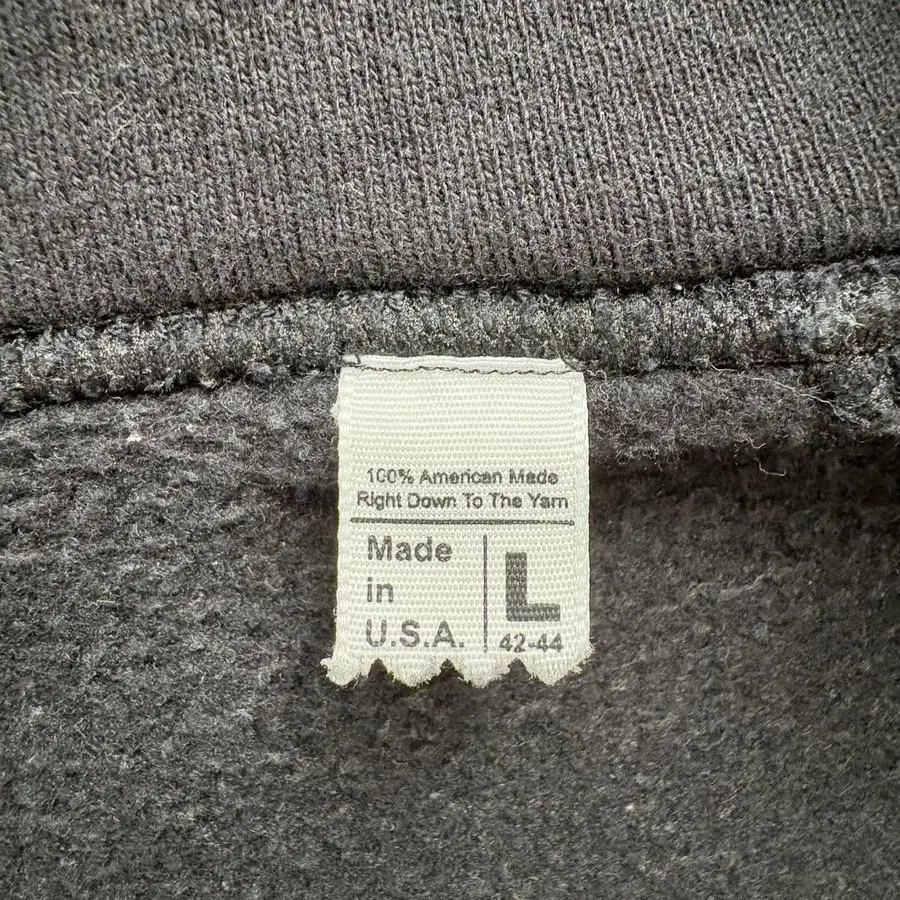 100% American Made
Right Down To The Yarn
Made
in
U.S.A.
L
42-44